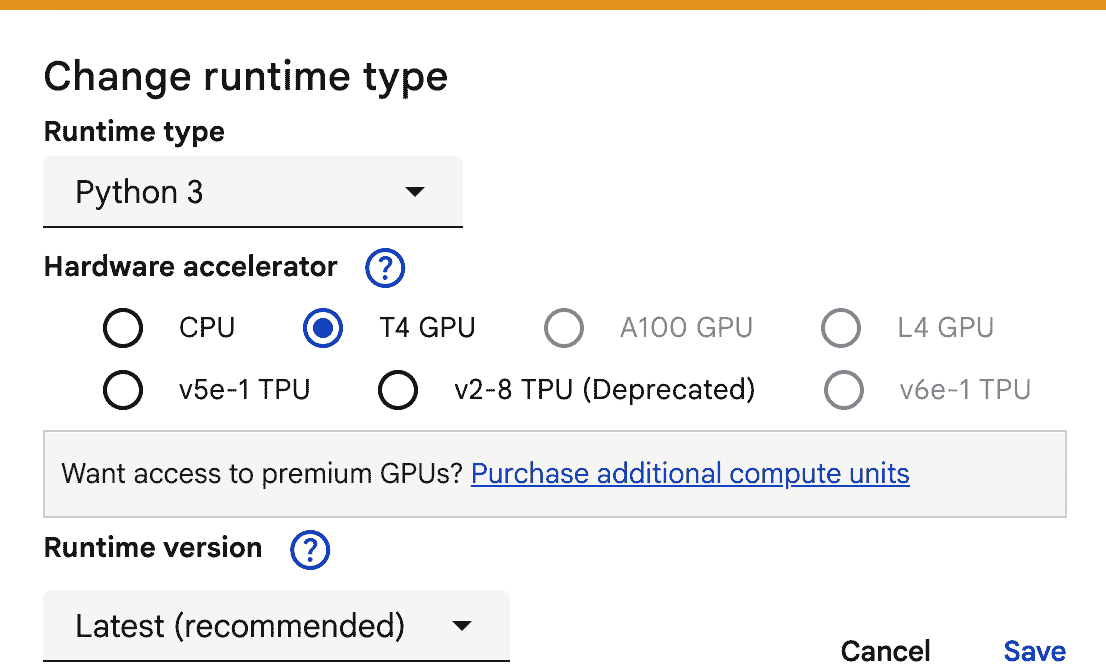 Change runtime type
Runtime type
Python 3
Hardware accelerator ?
CPU T4 GPU A100 GPU L4 GPU
v5e-1 TPU v2-8 TPU (Deprecated) v6e-1 TPU
Want access to premium GPUs? Purchase additional compute units
Runtime version ?
Latest (recommended)
Cancel Save